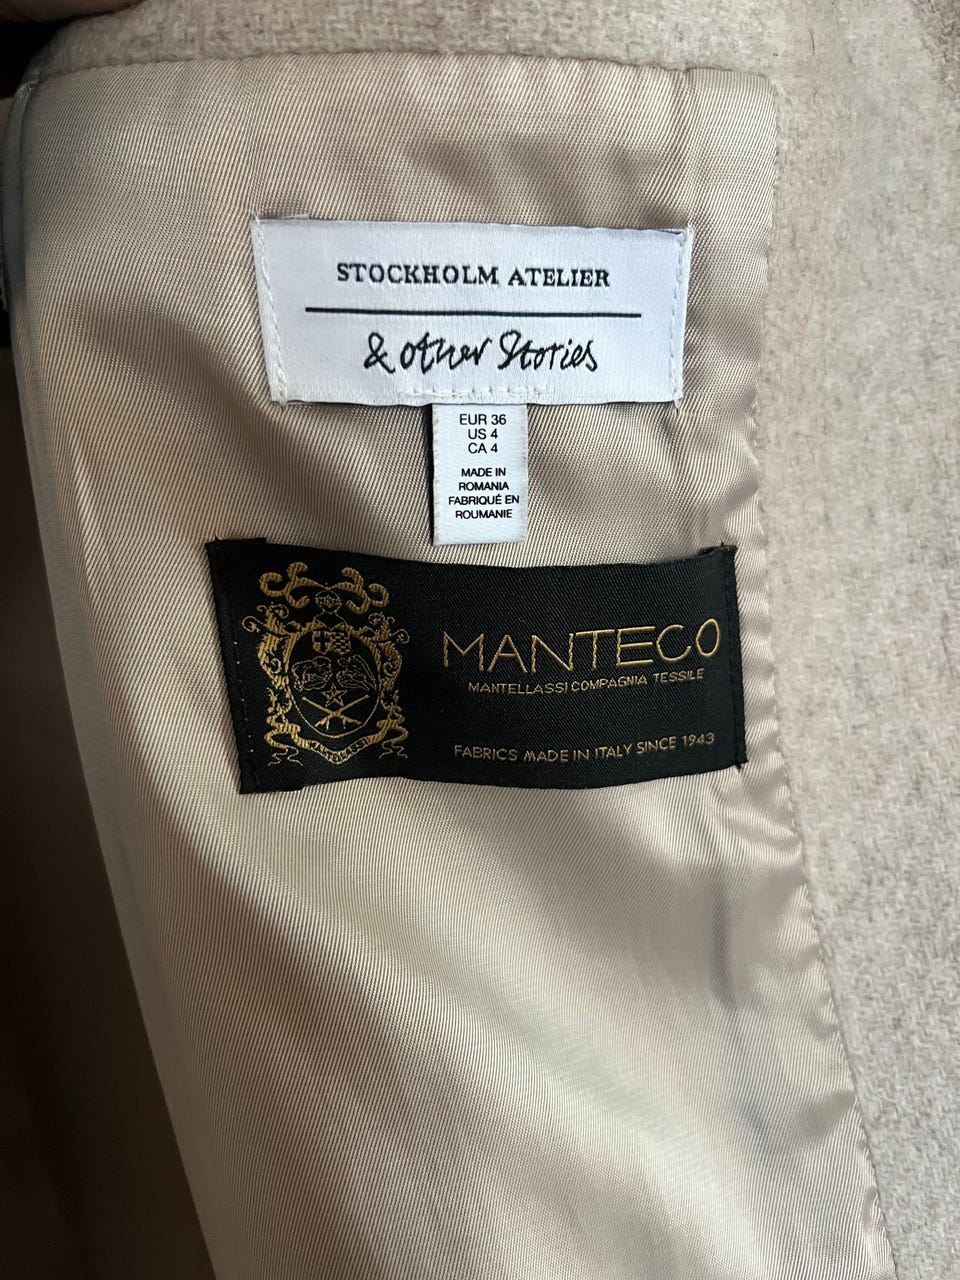 STOCKHOLM ATELIER
& other Stories
EUR 36
US 4
CA 4
MADE IN
ROMANIA
FABRIQUÉ EN
ROUMANIE
MANTECO
MANTELLASSI COMPAGNIA TESSILE
FABRICS MADE IN ITALY SINCE 1943